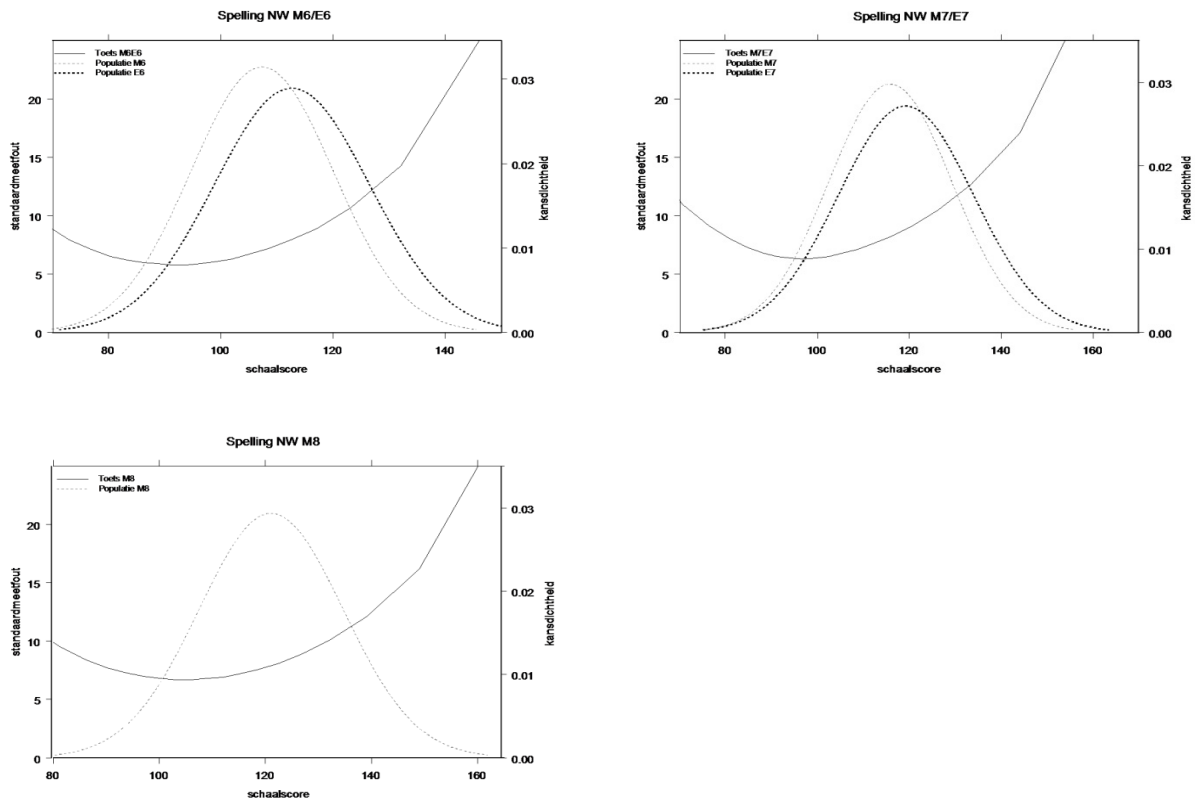 Spelling NW M6/E6
Toets M6E6
Populatie M6
Populatie E6
standaardmeetfout
0
5
10
15
20
kansdichtheid
0.00
0.01
0.02
0.03
80 100 120 140
schaalscore
Spelling NW M7/E7
Toets M7E7
Populatie M7
Populatie E7
standaardmeetfout
0
5
10
15
20
kansdichtheid
0.00
0.01
0.02
0.03
80 100 120 140 160
schaalscore
Spelling NW M8
Toets M8
Populatie M8
standaardmeetfout
0
5
10
15
20
kansdichtheid
0.00
0.01
0.02
0.03
80 100 120 140 160
schaalscore